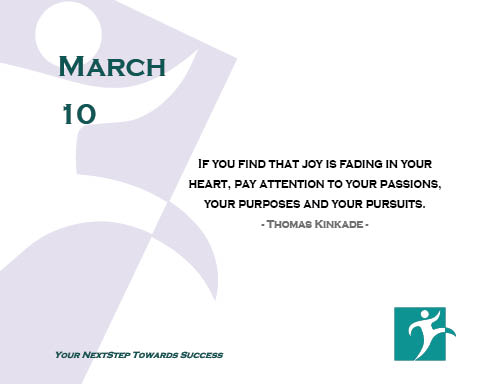 March
10
If you find that joy is fading in your
heart, pay attention to your passions,
your purposes and your pursuits.
- Thomas Kinkade -
Your NextStep Towards Success